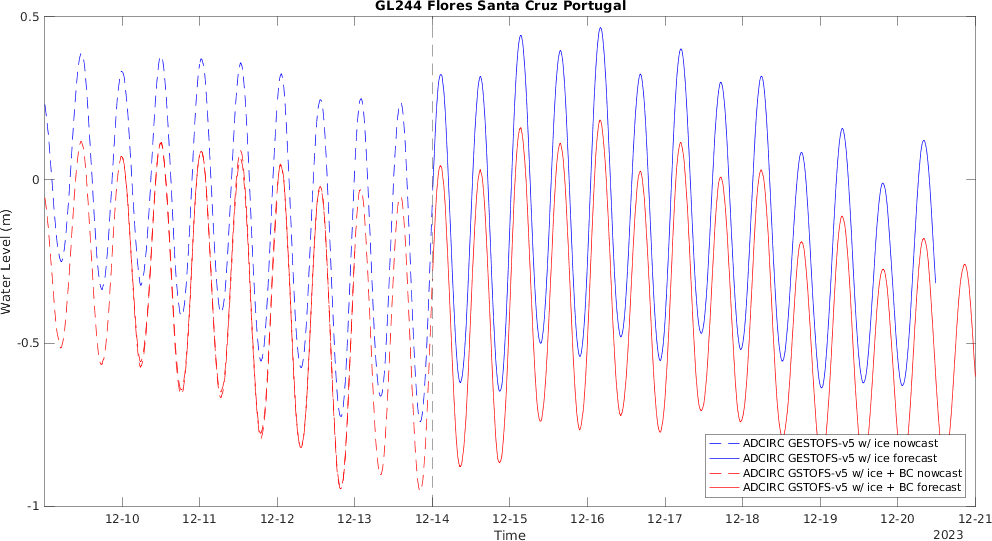 GL244 Flores Santa Cruz Portugal
0.5
0
-0.5
-1
Water Level (m)
ADCIRC GESTOFS-v5 w/ ice nowcast
ADCIRC GESTOFS-v5 w/ ice forecast
ADCIRC GSTOFS-v5 w/ ice + BC nowcast
ADCIRC GSTOFS-v5 w/ ice + BC forecast
12-10 12-11 12-12 12-13 12-14 12-15 12-16 12-17 12-18 12-19 12-20 12-21
Time
2023